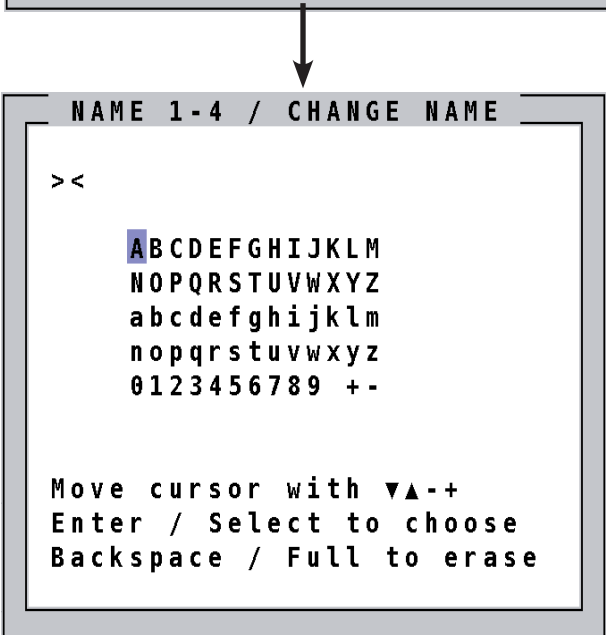 NAME 1-4 / CHANGE NAME
><
ABCDEFGHIJKLM
NOPQRSTUVWXYZ
abcdefghijklm
nopqrstuvwxyz
0123456789 +-
Move cursor with ▼▲-+
Enter / Select to choose
Backspace / Full to erase